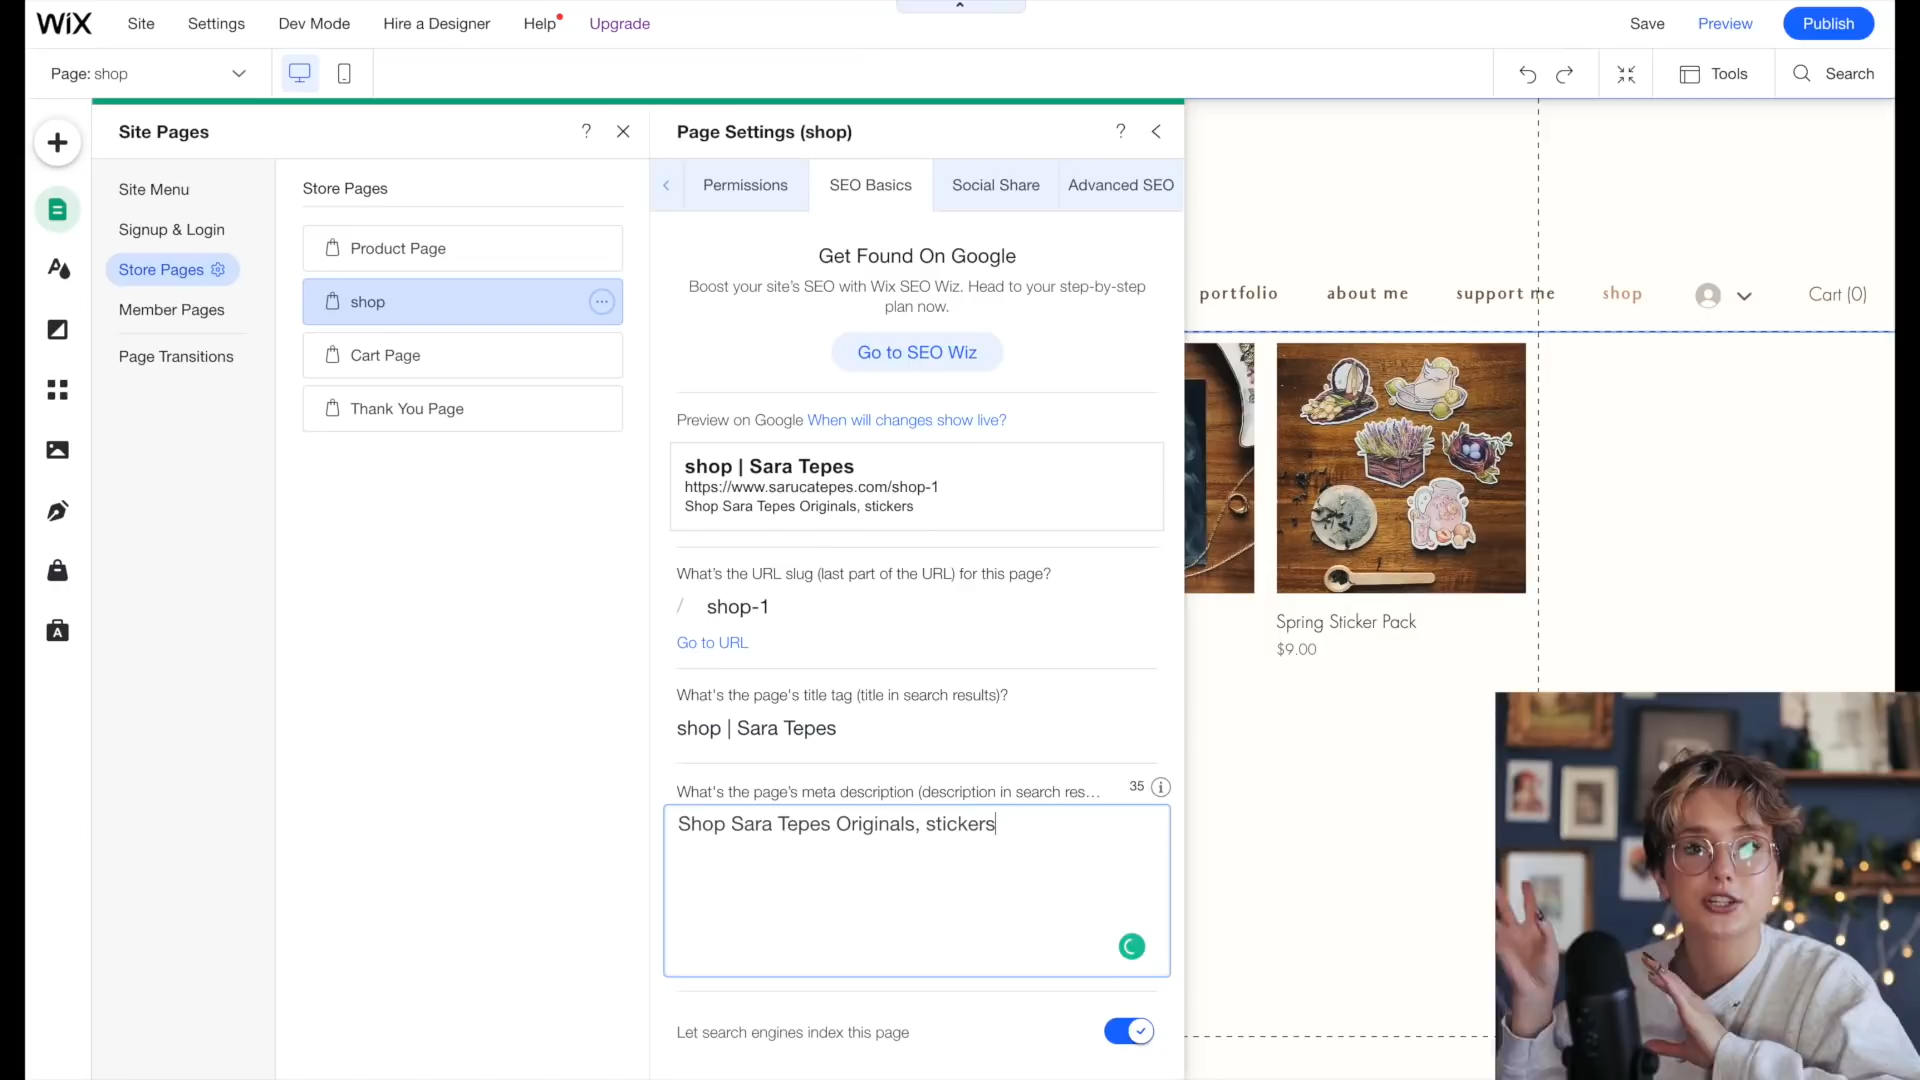 WiX Site Settings Dev Mode Hire a Designer Help Upgrade Save Preview Publish
Page: shop Tools Search
Site Pages ?
Site Menu
Signup & Login
Store Pages
Member Pages
Page Transitions
Store Pages
Product Page
shop
Cart Page
Thank You Page
Page Settings (shop) ?
Permissions SEO Basics Social Share Advanced SEO
Get Found On Google
Boost your site's SEO with Wix SEO Wiz. Head to your step-by-step
plan now.
Go to SEO Wiz
Preview on Google When will changes show live?
shop | Sara Tepes
https://www.sarucatepes.com/shop-1
Shop Sara Tepes Originals, stickers
What's the URL slug (last part of the URL) for this page?
/ shop-1
Go to URL
What's the page's title tag (title in search results)?
shop | Sara Tepes
What's the page's meta description (description in search res... 35
Shop Sara Tepes Originals, stickers
Let search engines index this page
portfolio about me support me shop Cart (0)
Spring Sticker Pack
$9.00